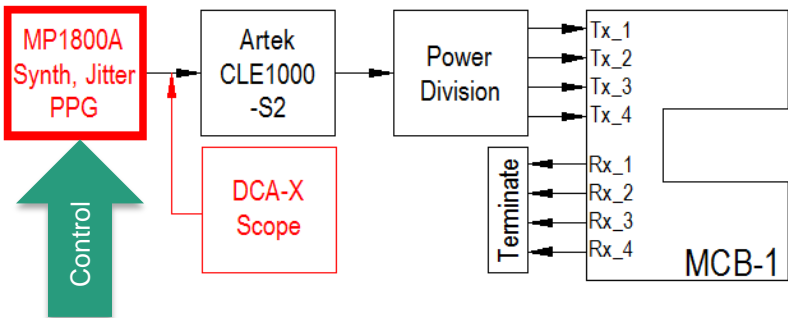 MP1800A
Synth, Jitter
PPG
Artek
CLE1000
-S2
Power
Division
Tx_1
Tx_2
Tx_3
Tx_4
Rx_1
Rx_2
Rx_3
Rx_4
MCB-1
Terminate
DCA-X
Scope
Control